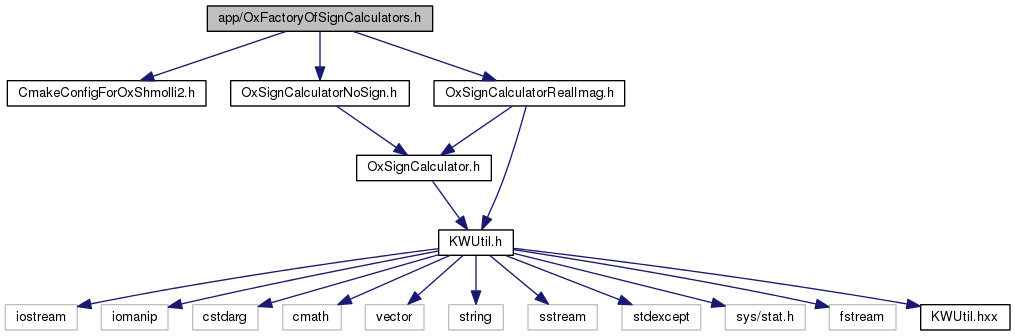 app/OxFactoryOfSignCalculators.h
CmakeConfigForOxShmolli2.h
OxSignCalculatorNoSign.h
OxSignCalculatorRealImag.h
OxSignCalculator.h
KWUtil.h
iostream
iomanip
cstdarg
cmath
vector
string
sstream
stdexcept
sys/stat.h
fstream
KWUtil.hxx